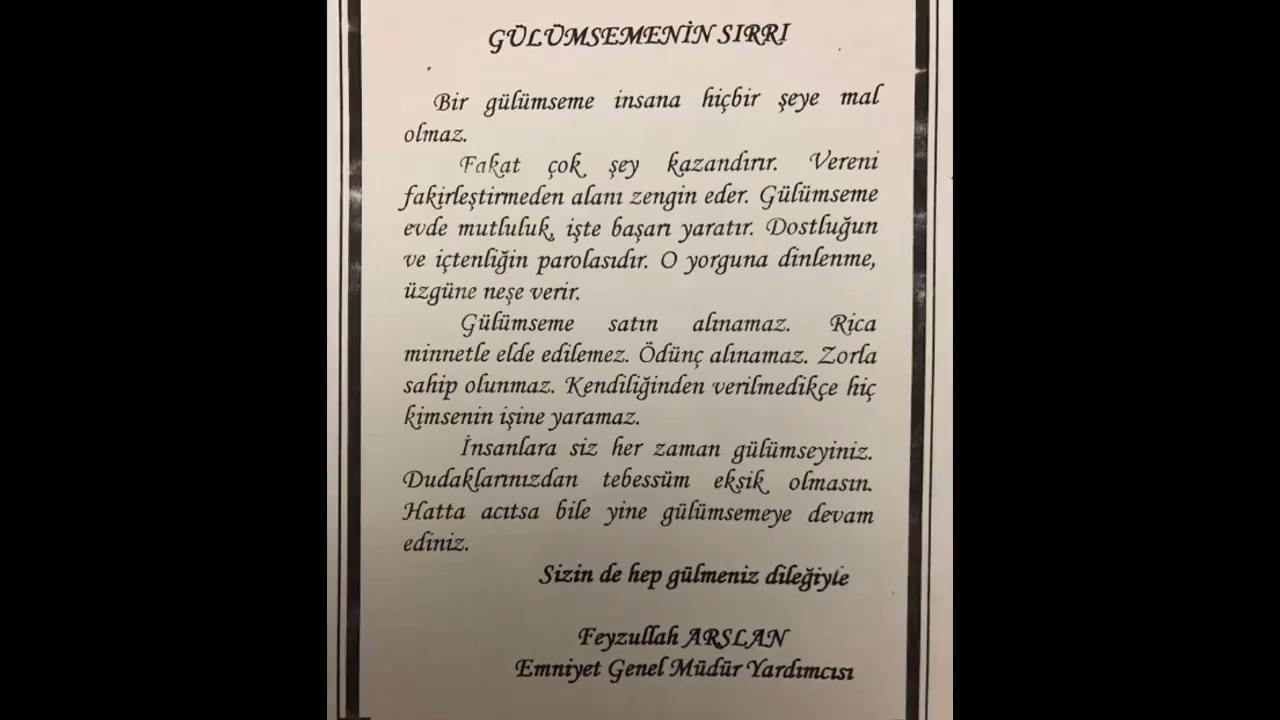 GÜLÜMSEMENİN SIRRI
Bir gülümseme insana hiçbir şeye mal
olmaz.
Fakat çok şey kazandırır. Vereni
fakirleştirmeden alanı zengin eder. Gülümseme
evde mutluluk, işte başarı yaratır. Dostluğun
ve içtenliğin parolasıdır. O yorguna dinlenme,
üzgüne neşe verir.
Gülümseme satın alınamaz. Rica
minnetle elde edilemez. Ödünç alınamaz. Zorla
sahip olunmaz. Kendiliğinden verilmedikçe hiç
kimsenin işine yaramaz.
İnsanlara siz her zaman gülümseyiniz.
Dudaklarınızdan tebessüm eksik olmasın.
Hatta acıtsa bile yine gülümsemeye devam
ediniz.
Sizin de hep gülmeniz dileğiyle
Feyzullah ARSLAN
Emniyet Genel Müdür Yardımcısı